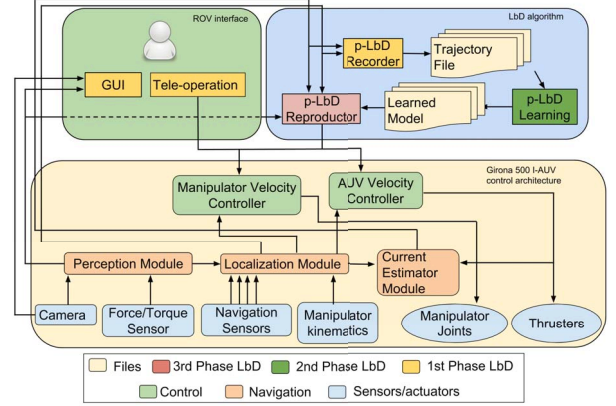 ROV interface
LbD algorithm
GUI
Tele-operation
p-LbD
Recorder
Trajectory
File
p-LbD
Reproductor
Learned
Model
p-LbD
Learning
Girona 500 I-AUV
control architecture
Manipulator Velocity
Controller
AUV Velocity
Controller
Perception Module
Localization Module
Current
Estimator
Module
Camera
Force/Torque
Sensor
Navigation
Sensors
Manipulator
kinematics
Manipulator
Joints
Thrusters
Files
3rd Phase LbD
2nd Phase LbD
1st Phase LbD
Control
Navigation
Sensors/actuators